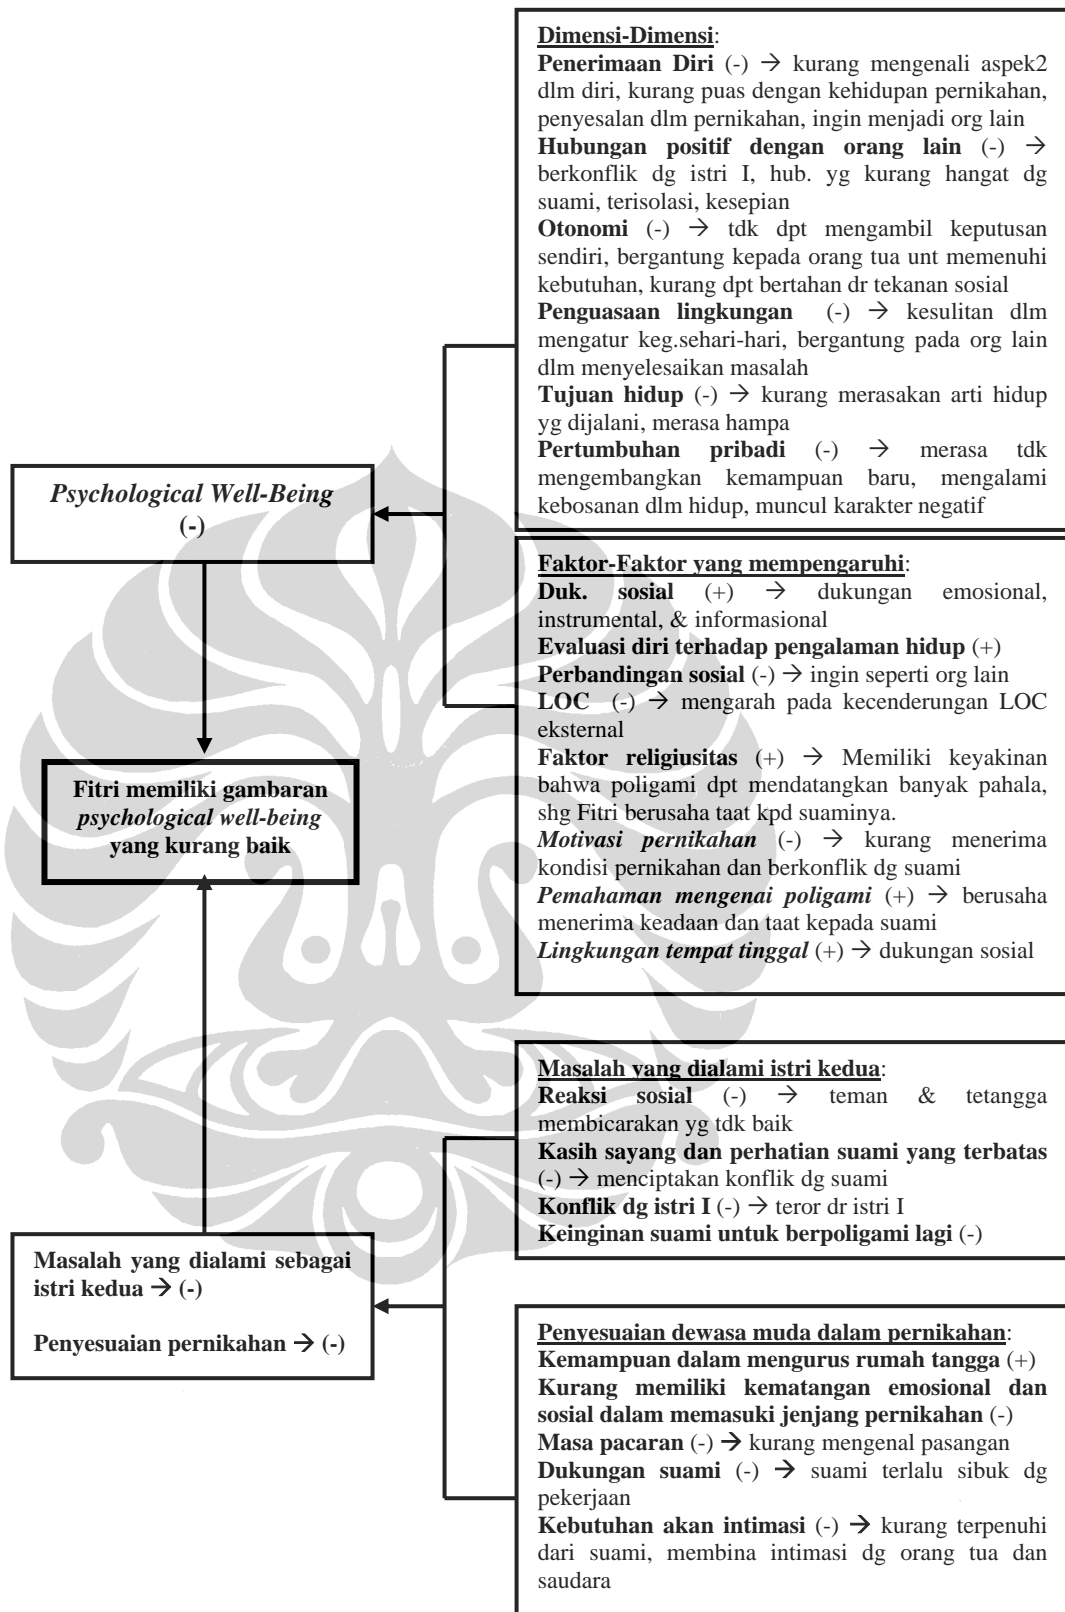 Dimensi-Dimensi:
Penerimaan Diri (-) → kurang mengenali aspek2
dlm diri, kurang puas dengan kehidupan pernikahan,
penyesalan dlm pernikahan, ingin menjadi org lain
Hubungan positif dengan orang lain (-) →
berkonflik dg istri I, hub. yg kurang hangat dg
suami, terisolasi, kesepian
Otonomi (-) → tdk dpt mengambil keputusan
sendiri, bergantung kepada orang tua unt memenuhi
kebutuhan, kurang dpt bertahan dr tekanan sosial
Penguasaan lingkungan (-) → kesulitan dlm
mengatur keg.sehari-hari, bergantung pada org lain
dlm menyelesaikan masalah
Tujuan hidup (-) → kurang merasakan arti hidup
yg dijalani, merasa hampa
Pertumbuhan pribadi (-) → merasa tdk
mengembangkan kemampuan baru, mengalami
kebosanan dlm hidup, muncul karakter negatif
Psychological Well-Being
(-)
Faktor-Faktor yang mempengaruhi:
Duk. sosial (+) → dukungan emosional,
instrumental, & informasional
Evaluasi diri terhadap pengalaman hidup (+)
Perbandingan sosial (-) → ingin seperti org lain
LOC (-) → mengarah pada kecenderungan LOC
eksternal
Faktor religiusitas (+) → Memiliki keyakinan
bahwa poligami dpt mendatangkan banyak pahala,
shg Fitri berusaha taat kpd suaminya.
Motivasi pernikahan (-) → kurang menerima
kondisi pernikahan dan berkonflik dg suami
Pemahaman mengenai poligami (+) → berusaha
menerima keadaan dan taat kepada suami
Lingkungan tempat tinggal (+) → dukungan sosial
Fitri memiliki gambaran
psychological well-being
yang kurang baik
Masalah yang dialami istri kedua:
Reaksi sosial (-) → teman & tetangga
membicarakan yg tdk baik
Kasih sayang dan perhatian suami yang terbatas
(-) → menciptakan konflik dg suami
Konflik dg istri I (-) → teror dr istri I
Keinginan suami untuk berpoligami lagi (-)
Masalah yang dialami sebagai
istri kedua → (-)
Penyesuaian pernikahan → (-)
Penyesuaian dewasa muda dalam pernikahan:
Kemampuan dalam mengurus rumah tangga (+)
Kurang memiliki kematangan emosional dan
sosial dalam memasuki jenjang pernikahan (-)
Masa pacaran (-) → kurang mengenal pasangan
Dukungan suami (-) → suami terlalu sibuk dg
pekerjaan
Kebutuhan akan intimasi (-) → kurang terpenuhi
dari suami, membina intimasi dg orang tua dan
saudara